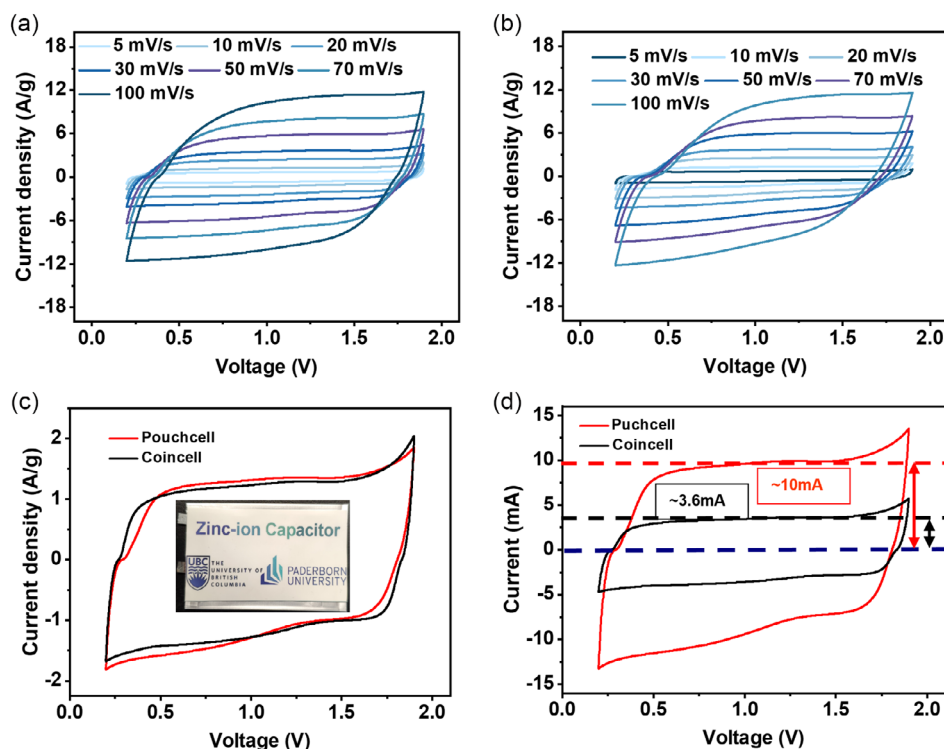 (a)
5 mV/s 10 mV/s 20 mV/s
30 mV/s 50 mV/s 70 mV/s
100 mV/s
Current density (A/g)
18
12
6
0
-6
-12
-18
0.0 0.5 1.0 1.5 2.0
Voltage (V)
(b)
5 mV/s 10 mV/s 20 mV/s
30 mV/s 50 mV/s 70 mV/s
100 mV/s
Current density (A/g)
18
12
6
0
-6
-12
-18
0.0 0.5 1.0 1.5 2.0
Voltage (V)
(c)
Pouchcell
Coincell
Current density (A/g)
2
1
0
-1
-2
Zinc-ion Capacitor
UBC
THE
UNIVERSITY OF
BRITISH
COLUMBIA
PADERBORN
UNIVERSITY
0.0 0.5 1.0 1.5 2.0
Voltage (V)
(d)
Puchcell
Coincell
Current (mA)
15
10
5
0
-5
-10
-15
~3.6mA
~10mA
0.0 0.5 1.0 1.5 2.0
Voltage (V)